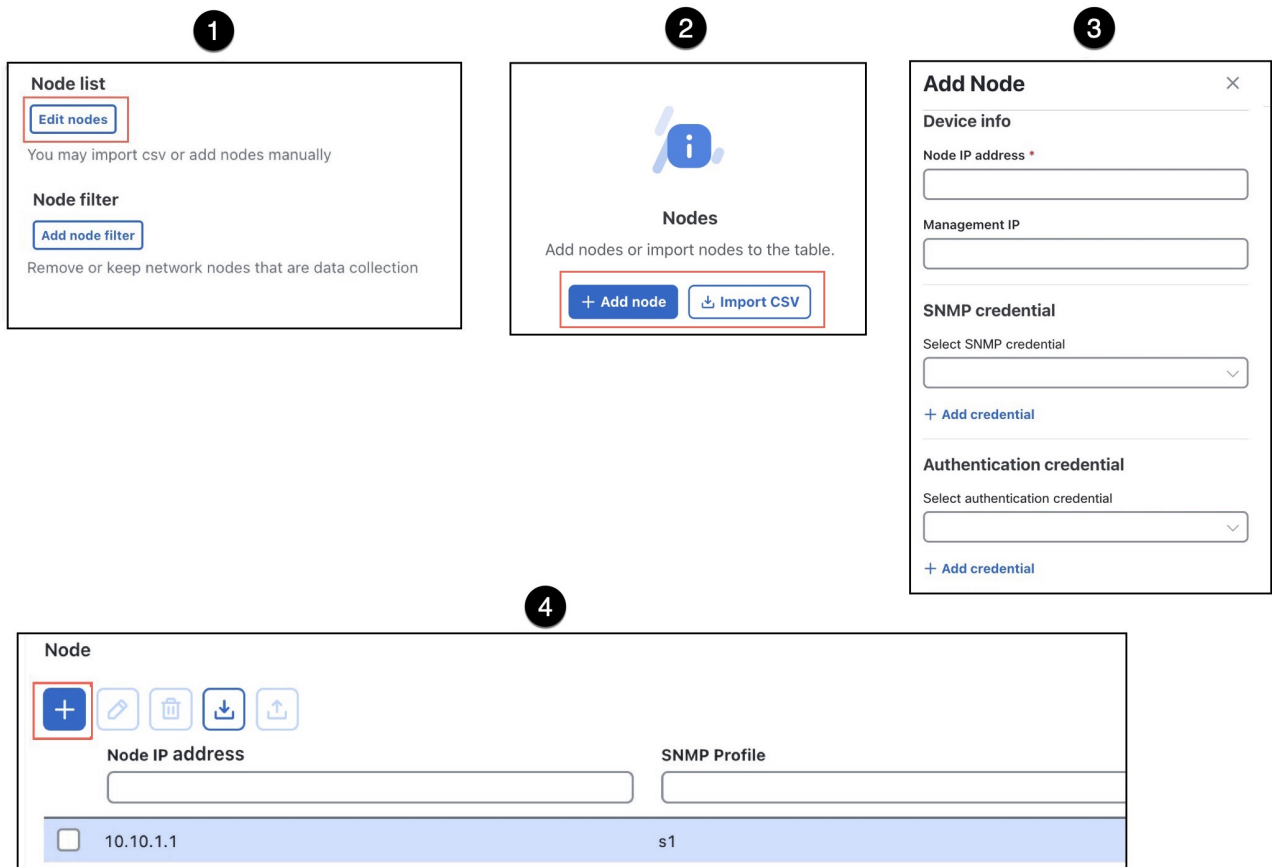 1
Node list
Edit nodes
You may import csv or add nodes manually
Node filter
Add node filter
Remove or keep network nodes that are data collection
2
Nodes
Add nodes or import nodes to the table.
+ Add node
Import CSV
3
Add Node
Device info
Node IP address *
Management IP
SNMP credential
Select SNMP credential
+ Add credential
Authentication credential
Select authentication credential
+ Add credential
4
Node
Node IP address SNMP Profile
10.10.1.1 s1